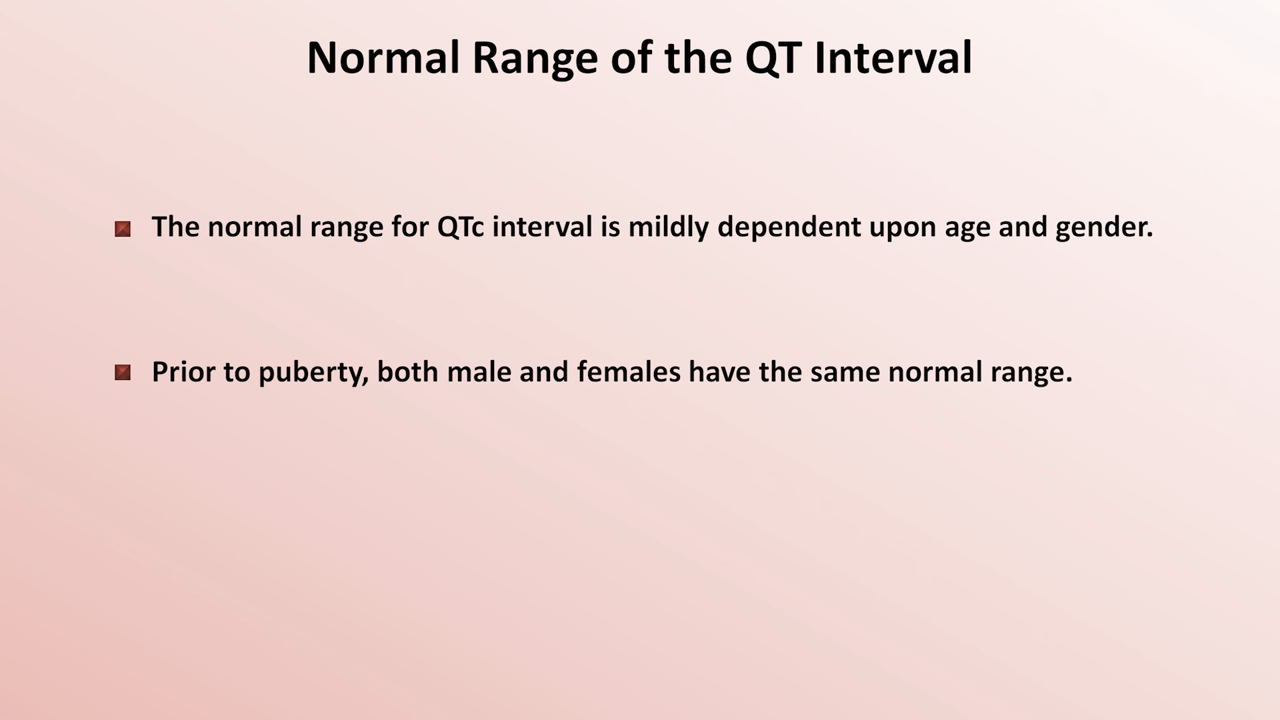 Normal Range of the QT Interval
The normal range for QTc interval is mildly dependent upon age and gender.
Prior to puberty, both male and females have the same normal range.